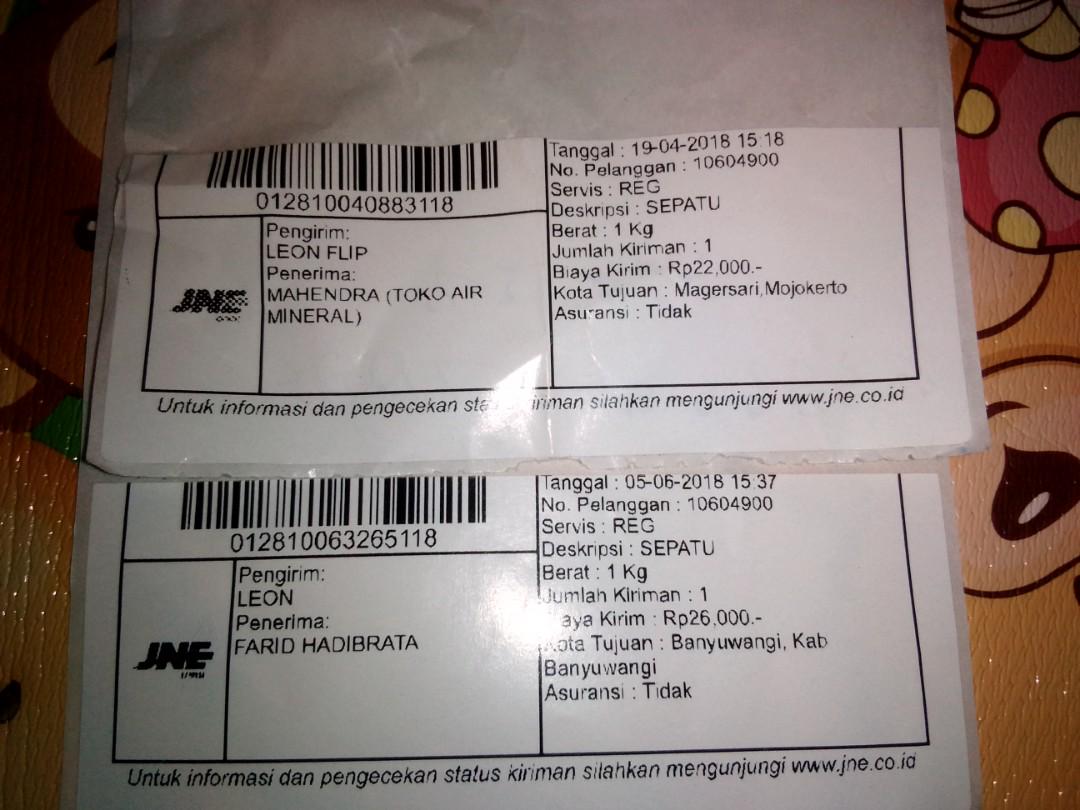 012810040883118
Pengirim:
LEON FLIP
Penerima:
MAHENDRA (TOKO AIR
MINERAL)
JNE
Tanggal : 19-04-2018 15:18
No. Pelanggan : 10604900
Servis : REG
Deskripsi : SEPATU
Berat : 1 Kg
Jumlah Kiriman : 1
Biaya Kirim : Rp22,000.-
Kota Tujuan : Magersari,Mojokerto
Asuransi : Tidak
Untuk informasi dan pengecekan status kiriman silahkan mengunjungi www.jne.co.id
012810063265118
Pengirim:
LEON
Penerima:
FARID HADIBRATA
JNE
Tanggal : 05-06-2018 15:37
No. Pelanggan : 10604900
Servis : REG
Deskripsi : SEPATU
Berat : 1 Kg
Jumlah Kiriman : 1
Biaya Kirim : Rp26,000.-
Kota Tujuan : Banyuwangi, Kab
Banyuwangi
Asuransi : Tidak
Untuk informasi dan pengecekan status kiriman silahkan mengunjungi www.jne.co.id